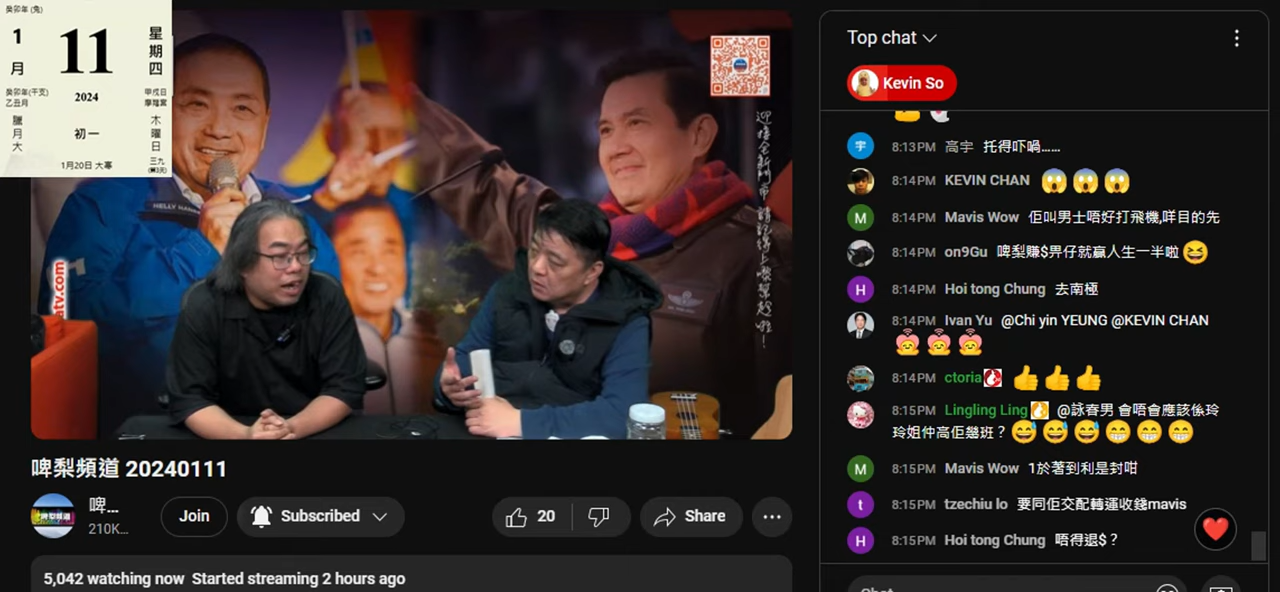 癸卯年 (兔)
1
月
11
星
期
四
癸卯年(干支)
乙丑月
2024
臘
月
大
初一
木
曜
日
三九
1月20日 大寒
HELLY HANSEN
atv.com
啤梨頻道 20240111
啤...
210K...
Join
Subscribed
20
Share
5,042 watching now Started streaming 2 hours ago
Top chat
Kevin So
宇 8:13PM 高宇 托得吓喎......
8:14PM KEVIN CHAN
M 8:14PM Mavis Wow 佢叫男士唔好打飛機,咩目的先
8:14PM on9Gu 啤梨賺$畀仔就贏人生一半啦
H 8:14PM Hoi tong Chung 去南極
8:14PM Ivan Yu @Chi yin YEUNG @KEVIN CHAN
8:14PM ctoria
8:15PM Lingling Ling @詠春男 會唔會應該係玲
玲姐仲高佢幾班？
M 8:15PM Mavis Wow 1於著到利是封咁
t 8:15PM tzechiu lo 要同佢交配轉運收錢mavis
H 8:15PM Hoi tong Chung 唔得退$？
Chat